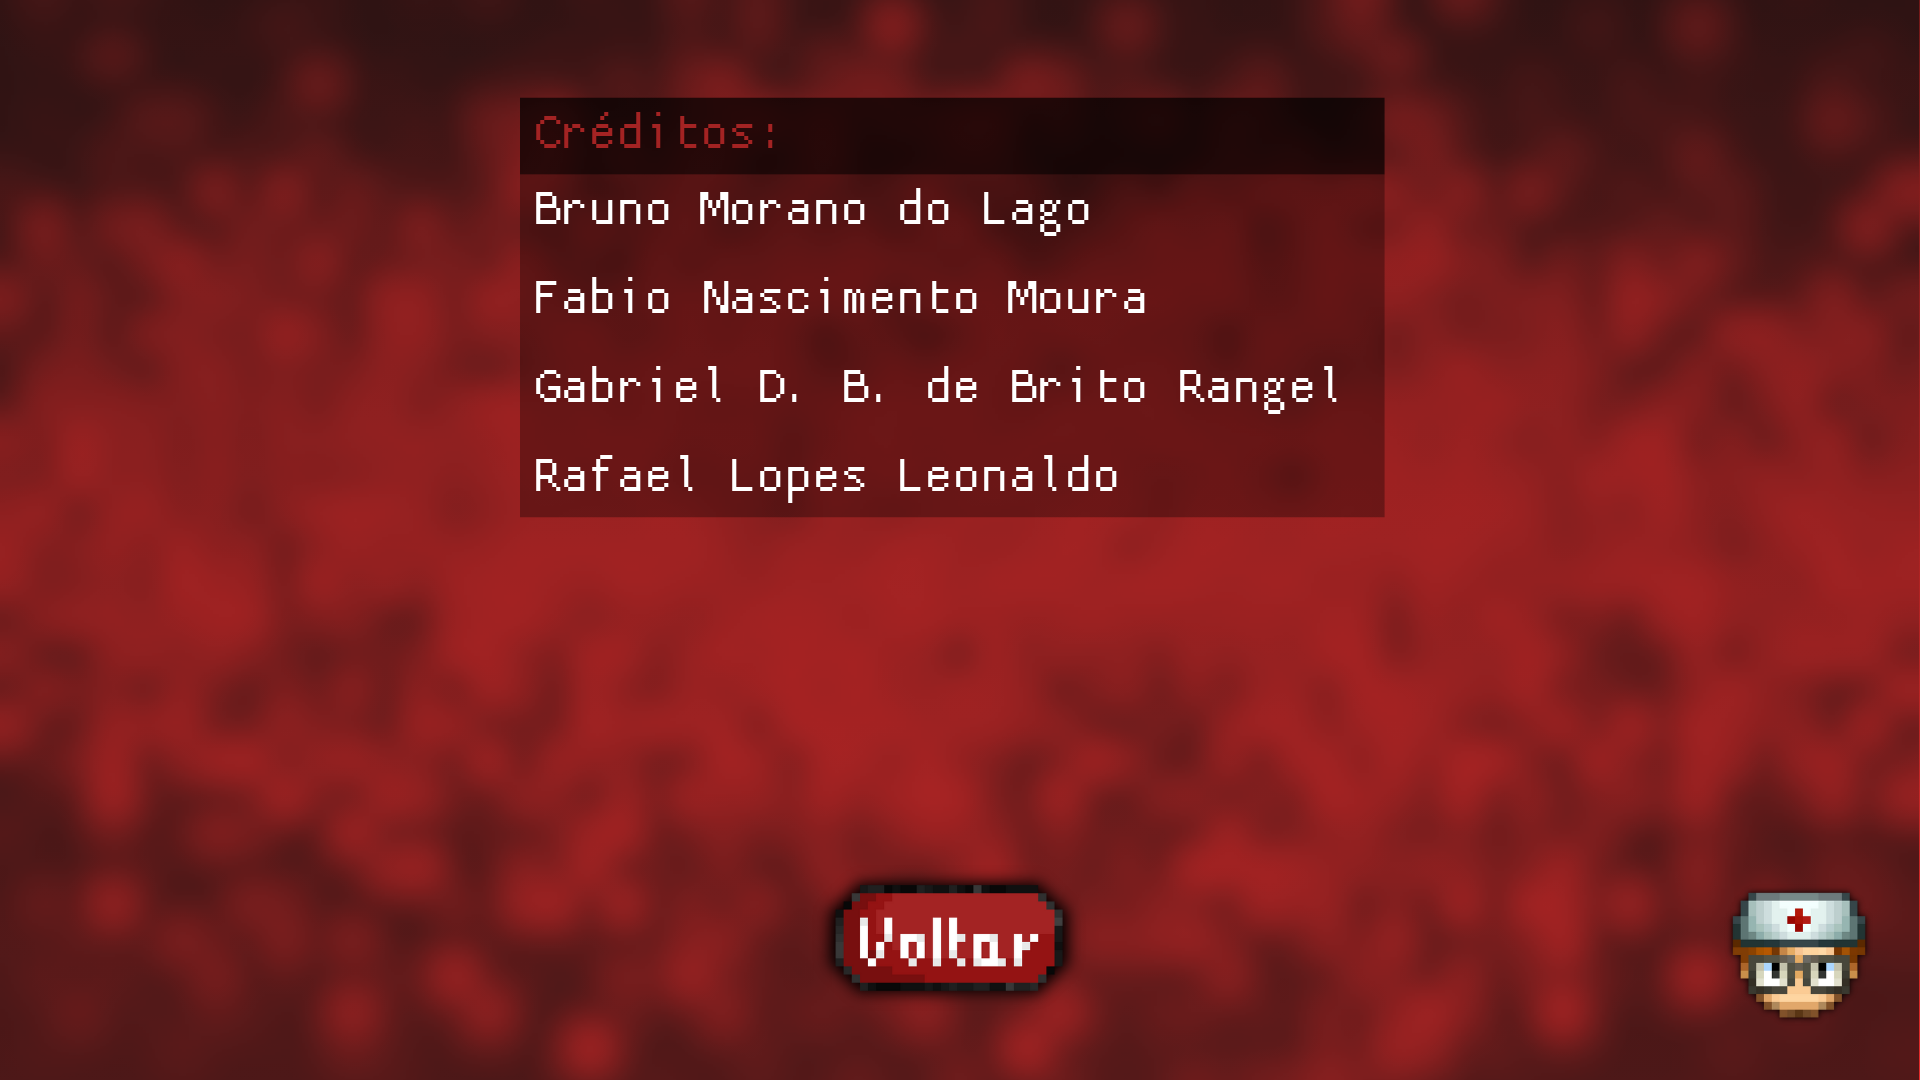 Créditos:
Bruno Morano do Lago
Fabio Nascimento Moura
Gabriel D. B. de Brito Rangel
Rafael Lopes Leonaldo
Voltar